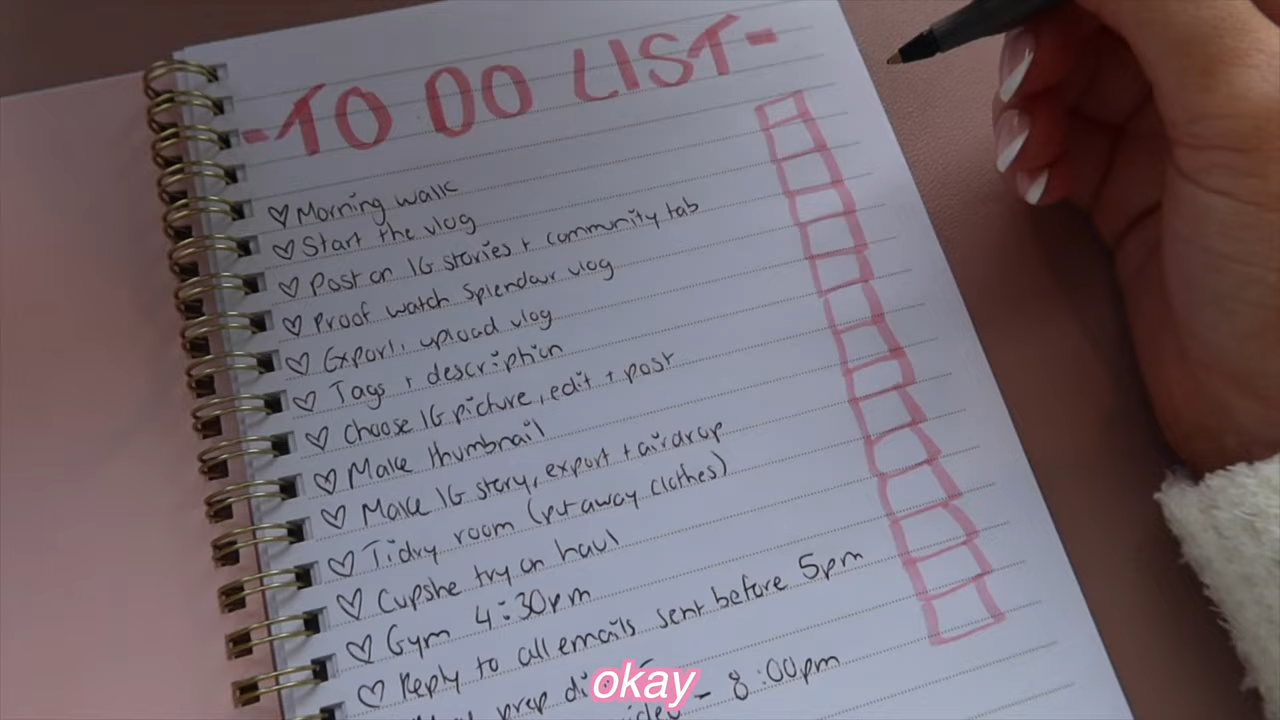 -TO DO LIST-
♡ Morning walk
♡ Start the vlog
♡ Post on IG stories + community tab
♡ Proof watch Splendour vlog
♡ Export, upload vlog
♡ Tags + description
♡ Choose IG picture, edit + post
♡ Make thumbnail
♡ Make IG story, export + airdrop
♡ Tidy room (put away clothes)
♡ Cupshe try on haul
♡ Gym 4:30pm
♡ Reply to all emails sent before 5pm
prep
- 8:00pm
okay